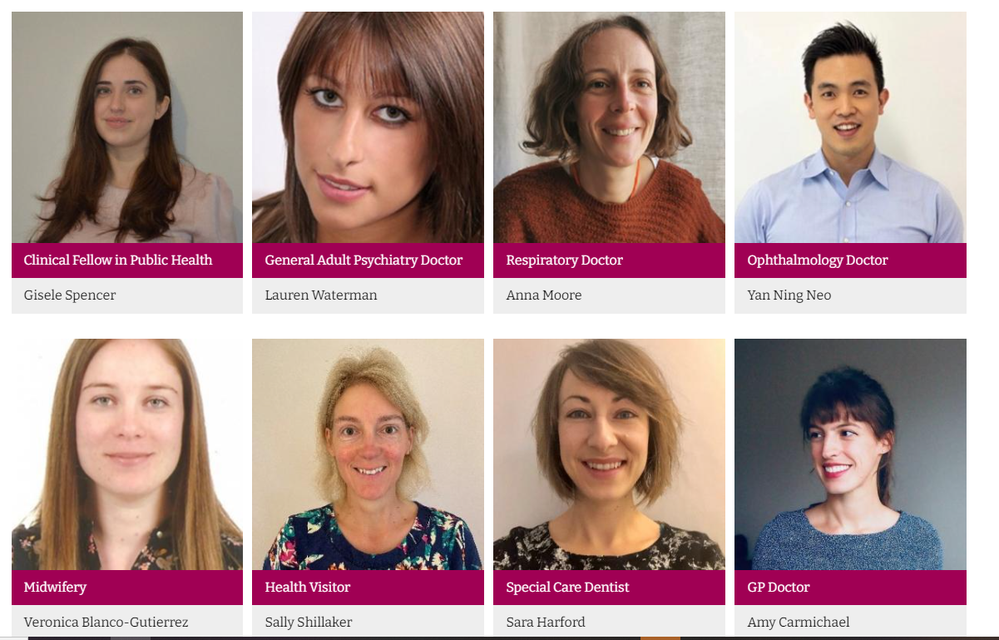 Clinical Fellow in Public Health
Gisele Spencer
General Adult Psychiatry Doctor
Lauren Waterman
Respiratory Doctor
Anna Moore
Ophthalmology Doctor
Yan Ning Neo
Midwifery
Veronica Blanco-Gutierrez
Health Visitor
Sally Shillaker
Special Care Dentist
Sara Harford
GP Doctor
Amy Carmichael